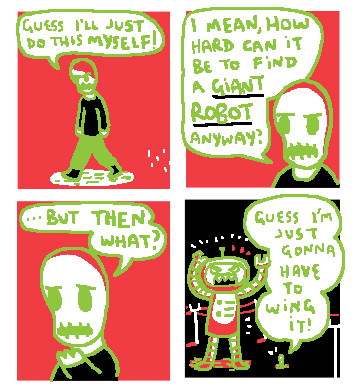 GUESS I'LL JUST
DO THIS MYSELF!
I MEAN, HOW
HARD CAN IT
BE TO FIND
A GIANT
ROBOT
ANYWAY?
...BUT THEN
WHAT?
GUESS I'M
JUST
GONNA
HAVE
TO
WING
IT!